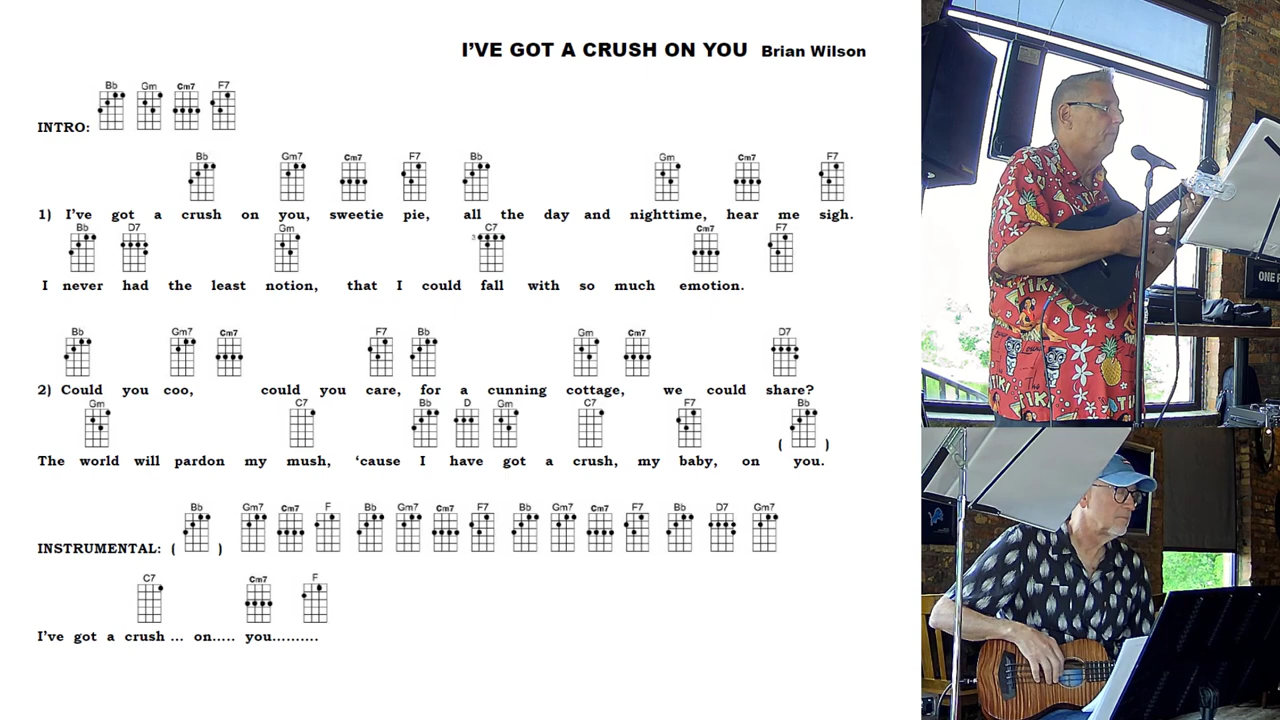 I'VE GOT A CRUSH ON YOU Brian Wilson
Bb Gm Cm7 F7
INTRO:
Bb Gm7 Cm7 F7 Bb Gm Cm7 F7
1) I've got a crush on you, sweetie pie, all the day and nighttime, hear me sigh.
Bb D7 Gm 3 C7 Cm7 F7
I never had the least notion, that I could fall with so much emotion.
Bb Gm7 Cm7 F7 Bb Gm Cm7 D7
2) Could you coo, could you care, for a cunning cottage, we could share?
Gm C7 Bb D Gm C7 F7 ( Bb )
The world will pardon my mush, 'cause I have got a crush, my baby, on you.
Bb Gm7 Cm7 F Bb Gm7 Cm7 F7 Bb Gm7 Cm7 F7 Bb D7 Gm7
INSTRUMENTAL: ( )
C7 Cm7 F
I've got a crush ... on..... you..........
ONE
TIKI
TIKI